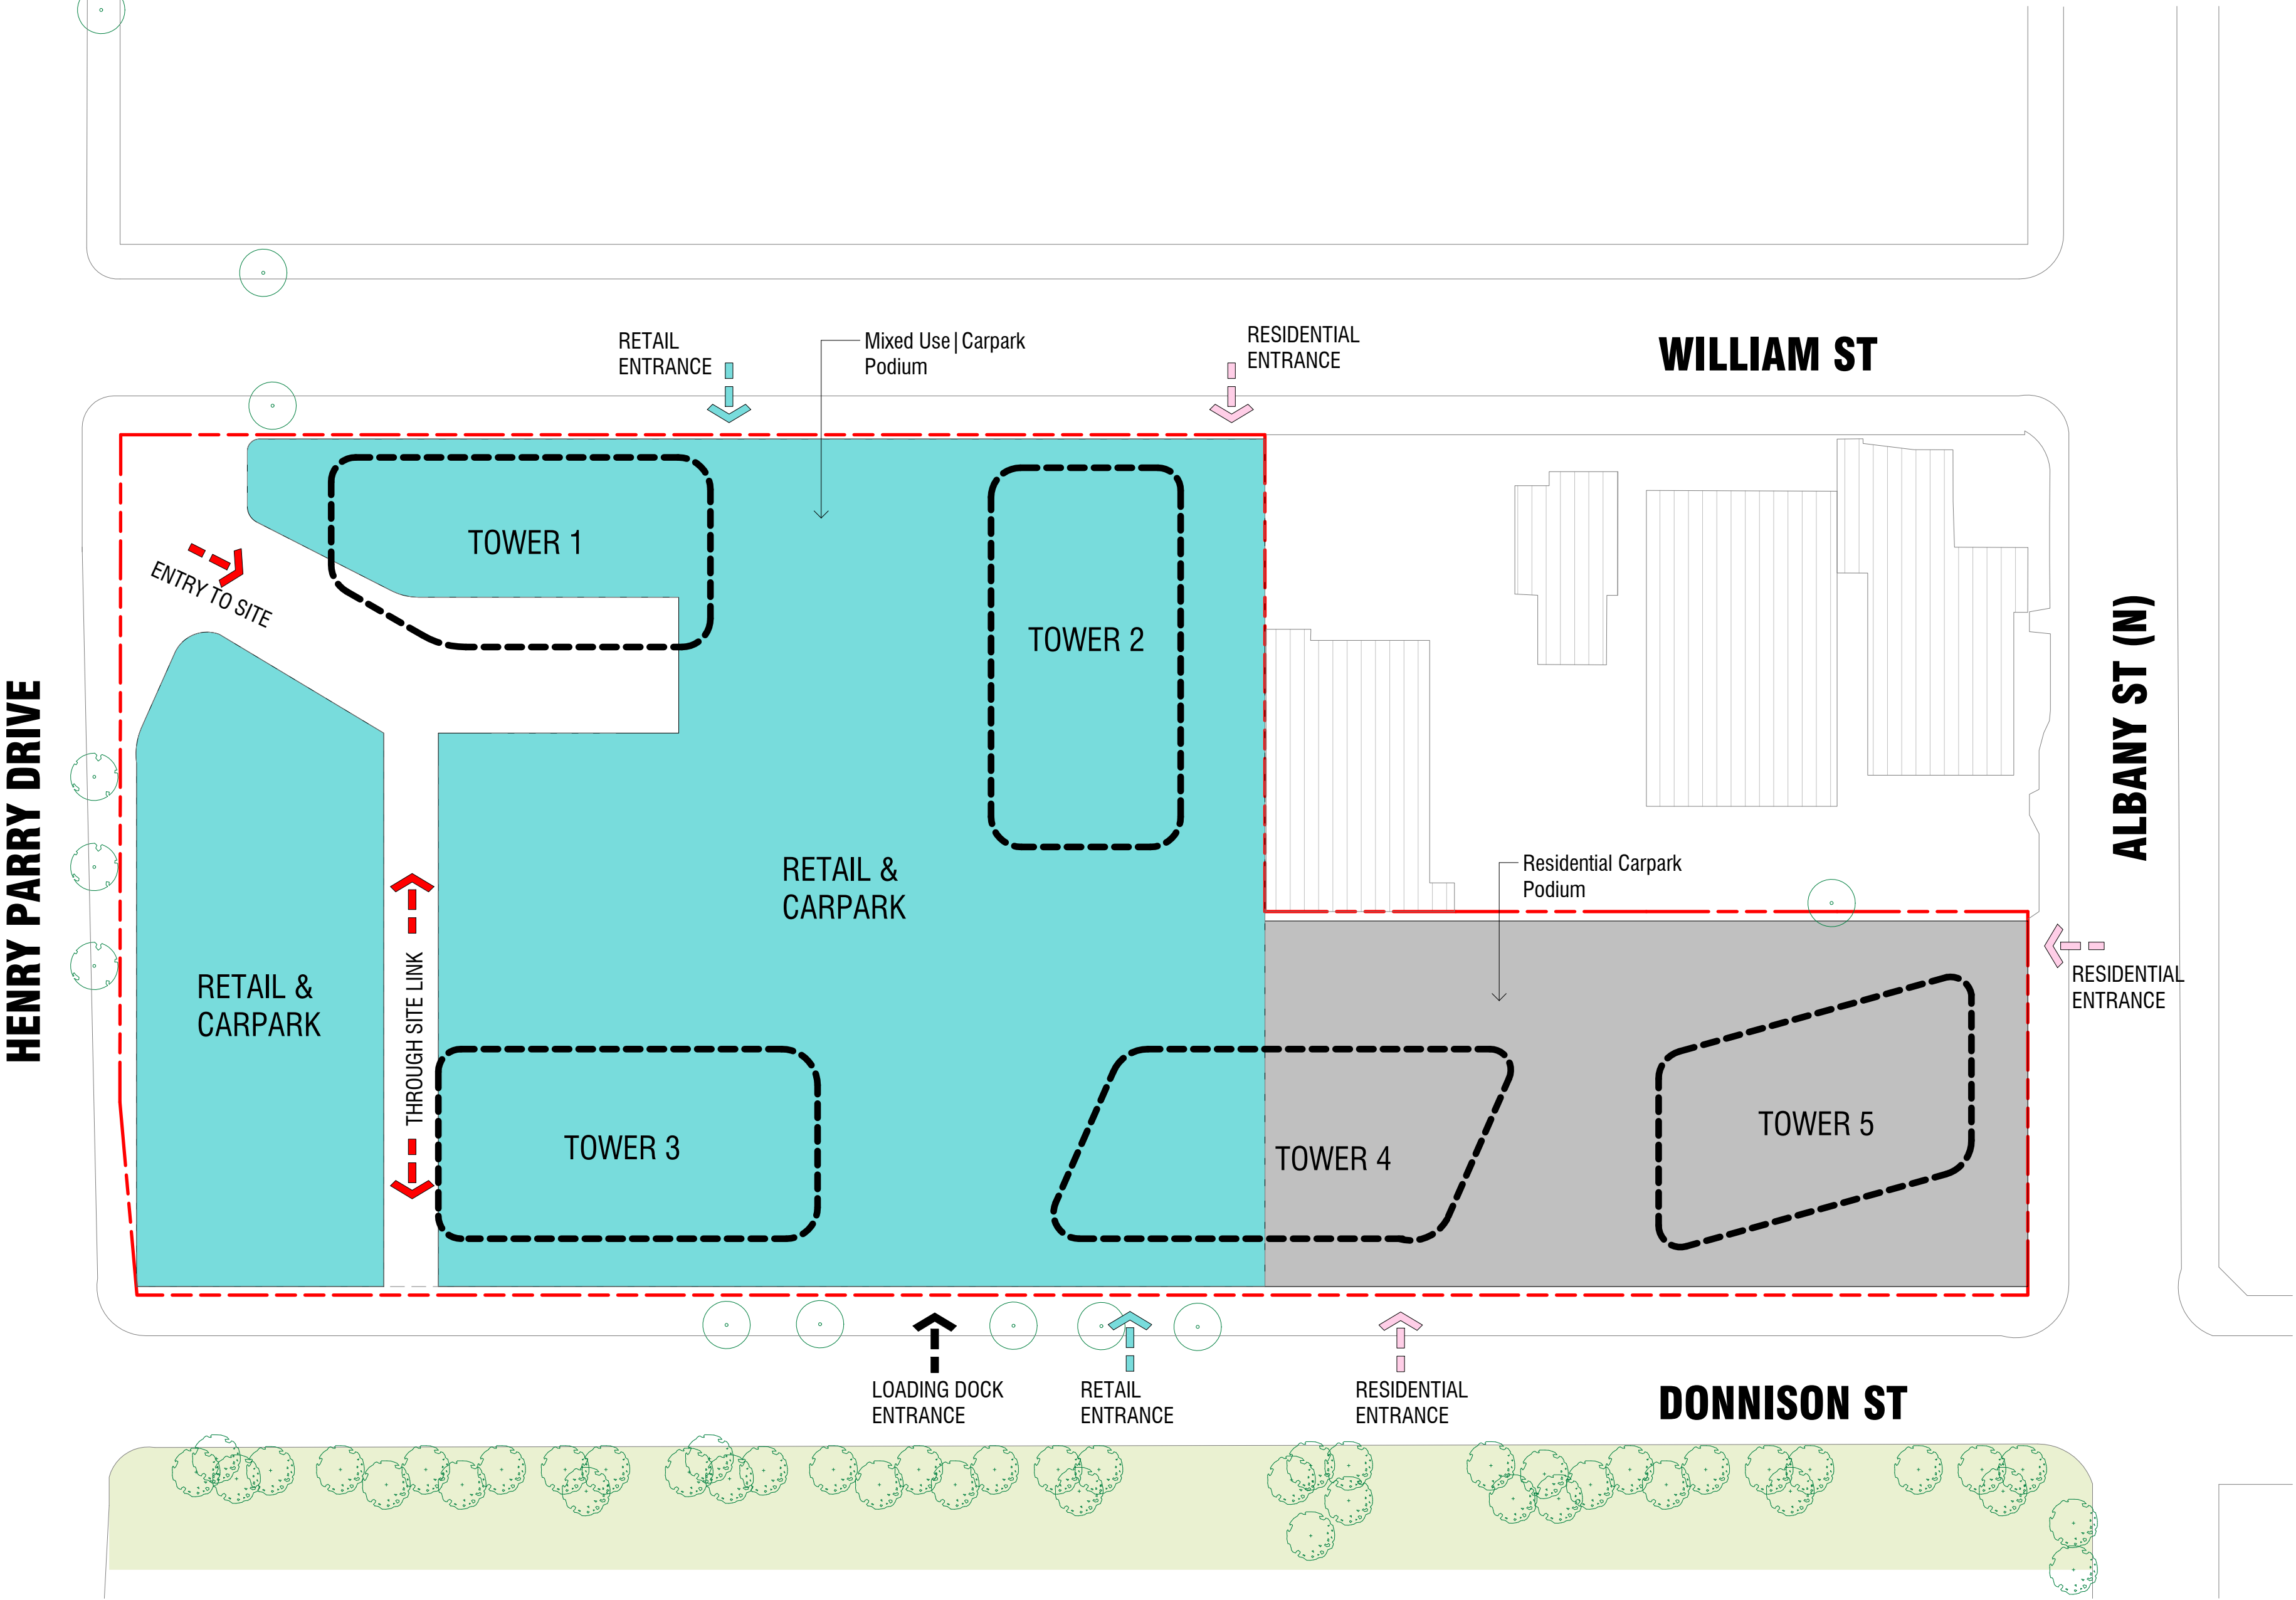 RETAIL
ENTRANCE
Mixed Use|Carpark
Podium
RESIDENTIAL
ENTRANCE
WILLIAM ST
TOWER 1
ENTRY TO SITE
TOWER 2
HENRY PARRY DRIVE
ALBANY ST (N)
RETAIL &
CARPARK
Residential Carpark
Podium
RETAIL &
CARPARK
THROUGH SITE LINK
RESIDENTIAL
ENTRANCE
TOWER 3
TOWER 4
TOWER 5
LOADING DOCK
ENTRANCE
RETAIL
ENTRANCE
RESIDENTIAL
ENTRANCE
DONNISON ST